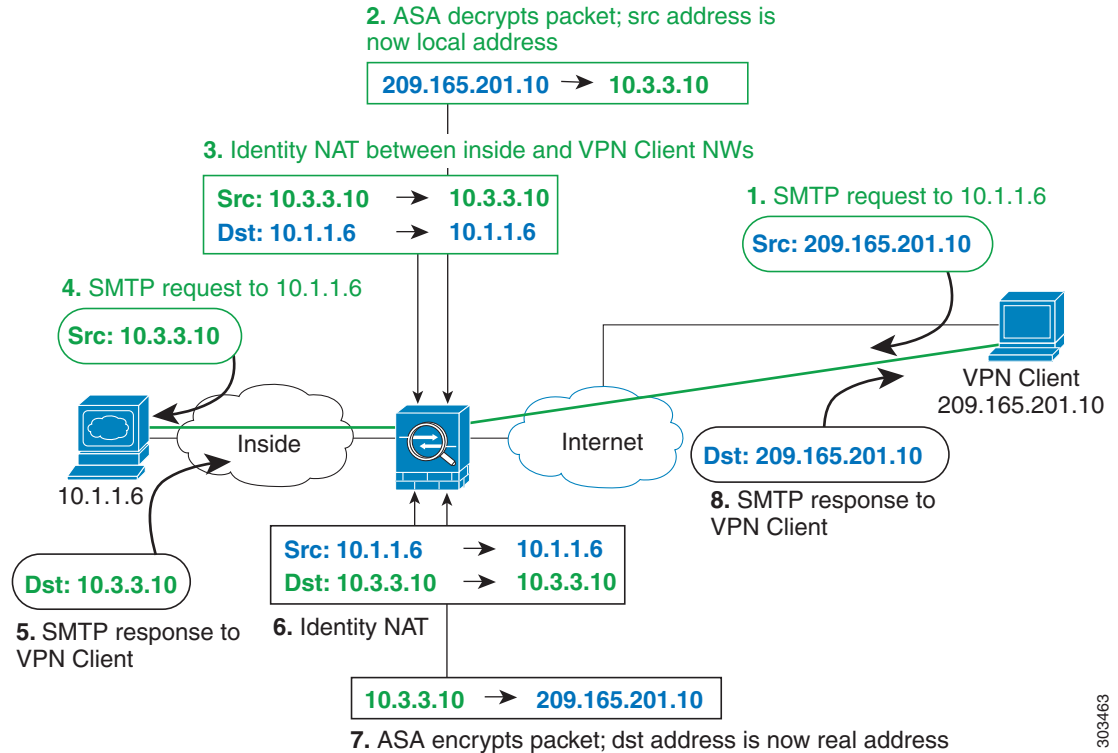 2. ASA decrypts packet; src address is
now local address
209.165.201.10 → 10.3.3.10
3. Identity NAT between inside and VPN Client NWs
Src: 10.3.3.10 → 10.3.3.10
Dst: 10.1.1.6 → 10.1.1.6
1. SMTP request to 10.1.1.6
Src: 209.165.201.10
4. SMTP request to 10.1.1.6
Src: 10.3.3.10
VPN Client
209.165.201.10
Inside
Internet
10.1.1.6
Dst: 209.165.201.10
8. SMTP response to
VPN Client
Src: 10.1.1.6 → 10.1.1.6
Dst: 10.3.3.10 → 10.3.3.10
6. Identity NAT
Dst: 10.3.3.10
5. SMTP response to
VPN Client
10.3.3.10 → 209.165.201.10
7. ASA encrypts packet; dst address is now real address
303463